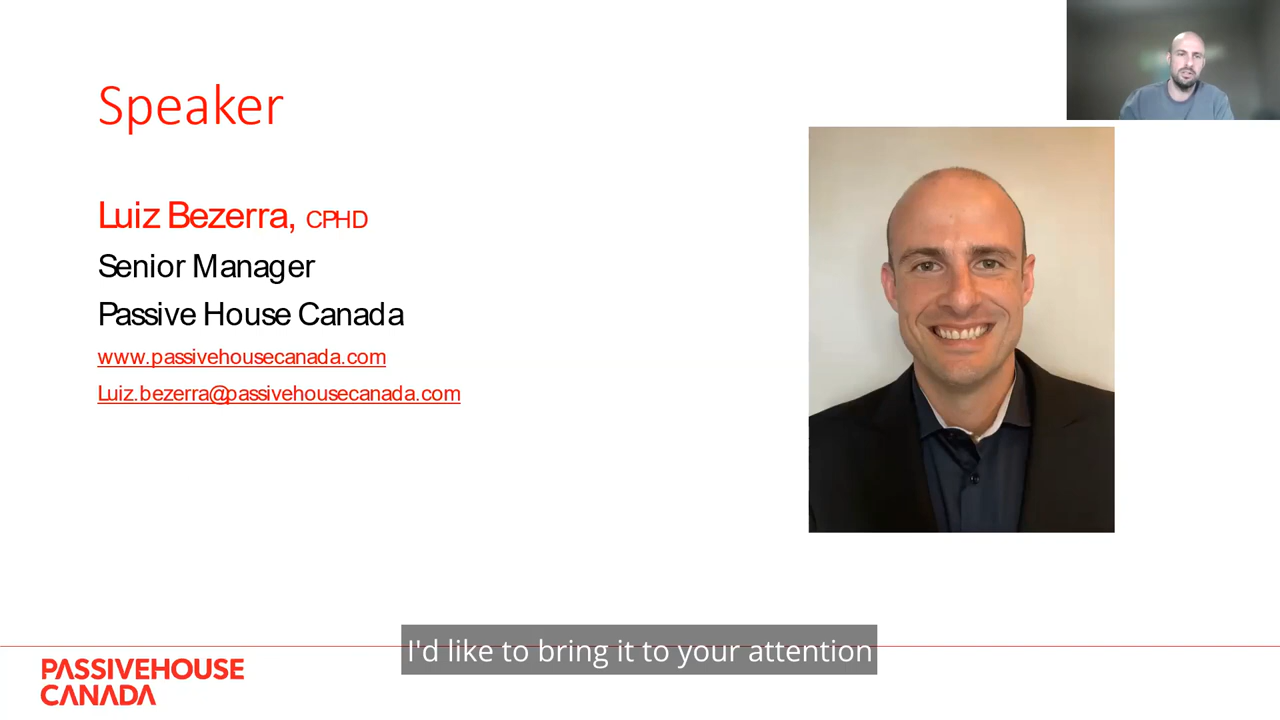 Speaker
Luiz Bezerra, CPHD
Senior Manager
Passive House Canada
www.passivehousecanada.com
Luiz.bezerra@passivehousecanada.com
I'd like to bring it to your attention
PASSIVEHOUSE
CANADA